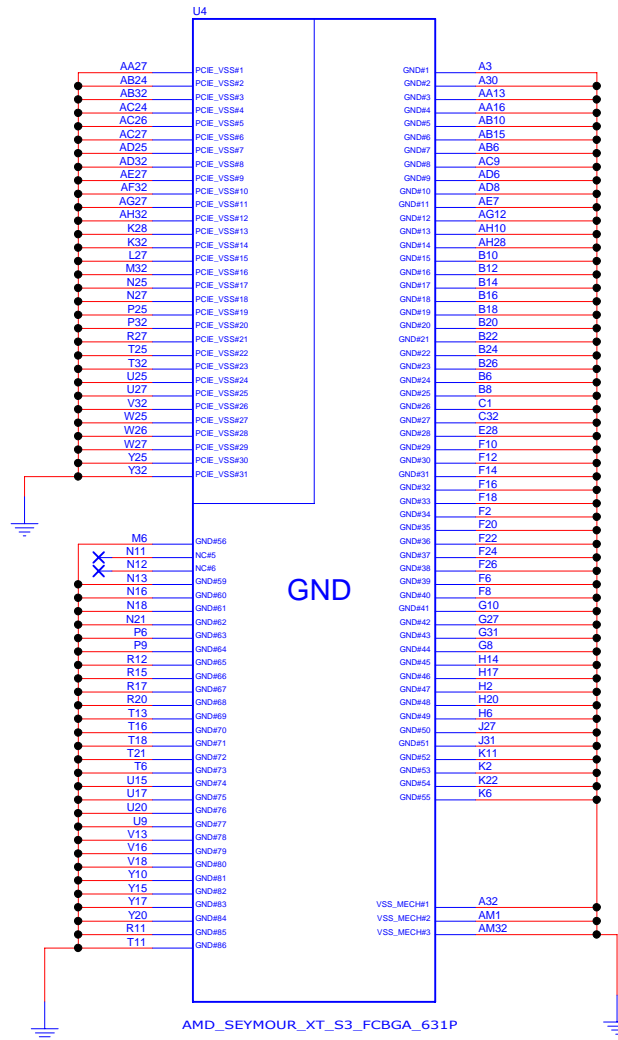 U4
AA27 PCIE_VSS#1
AB24 PCIE_VSS#2
AB32 PCIE_VSS#3
AC24 PCIE_VSS#4
AC26 PCIE_VSS#5
AC27 PCIE_VSS#6
AD25 PCIE_VSS#7
AD32 PCIE_VSS#8
AE27 PCIE_VSS#9
AF32 PCIE_VSS#10
AG27 PCIE_VSS#11
AH32 PCIE_VSS#12
K28 PCIE_VSS#13
K32 PCIE_VSS#14
L27 PCIE_VSS#15
M32 PCIE_VSS#16
N25 PCIE_VSS#17
N27 PCIE_VSS#18
P25 PCIE_VSS#19
P32 PCIE_VSS#20
R27 PCIE_VSS#21
T25 PCIE_VSS#22
T32 PCIE_VSS#23
U25 PCIE_VSS#24
U27 PCIE_VSS#25
V32 PCIE_VSS#26
W25 PCIE_VSS#27
W26 PCIE_VSS#28
W27 PCIE_VSS#29
Y25 PCIE_VSS#30
Y32 PCIE_VSS#31
M6 GND#56
N11 NC#5
N12 NC#6
N13 GND#59
N16 GND#60
N18 GND#61
N21 GND#62
P6 GND#63
P9 GND#64
R12 GND#65
R15 GND#66
R17 GND#67
R20 GND#68
T13 GND#69
T16 GND#70
T18 GND#71
T21 GND#72
T6 GND#73
U15 GND#74
U17 GND#75
U20 GND#76
U9 GND#77
V13 GND#78
V16 GND#79
V18 GND#80
Y10 GND#81
Y15 GND#82
Y17 GND#83
Y20 GND#84
R11 GND#85
T11 GND#86
GND
GND#1 A3
GND#2 A30
GND#3 AA13
GND#4 AA16
GND#5 AB10
GND#6 AB15
GND#7 AB6
GND#8 AC9
GND#9 AD6
GND#10 AD8
GND#11 AE7
GND#12 AG12
GND#13 AH10
GND#14 AH28
GND#15 B10
GND#16 B12
GND#17 B14
GND#18 B16
GND#19 B18
GND#20 B20
GND#21 B22
GND#22 B24
GND#23 B26
GND#24 B6
GND#25 B8
GND#26 C1
GND#27 C32
GND#28 E28
GND#29 F10
GND#30 F12
GND#31 F14
GND#32 F16
GND#33 F18
GND#34 F2
GND#35 F20
GND#36 F22
GND#37 F24
GND#38 F26
GND#39 F6
GND#40 F8
GND#41 G10
GND#42 G27
GND#43 G31
GND#44 G8
GND#45 H14
GND#46 H17
GND#47 H2
GND#48 H20
GND#49 H6
GND#50 J27
GND#51 J31
GND#52 K11
GND#53 K2
GND#54 K22
GND#55 K6
VSS_MECH#1 A32
VSS_MECH#2 AM1
VSS_MECH#3 AM32
AMD_SEYMOUR_XT_S3_FCBGA_631P